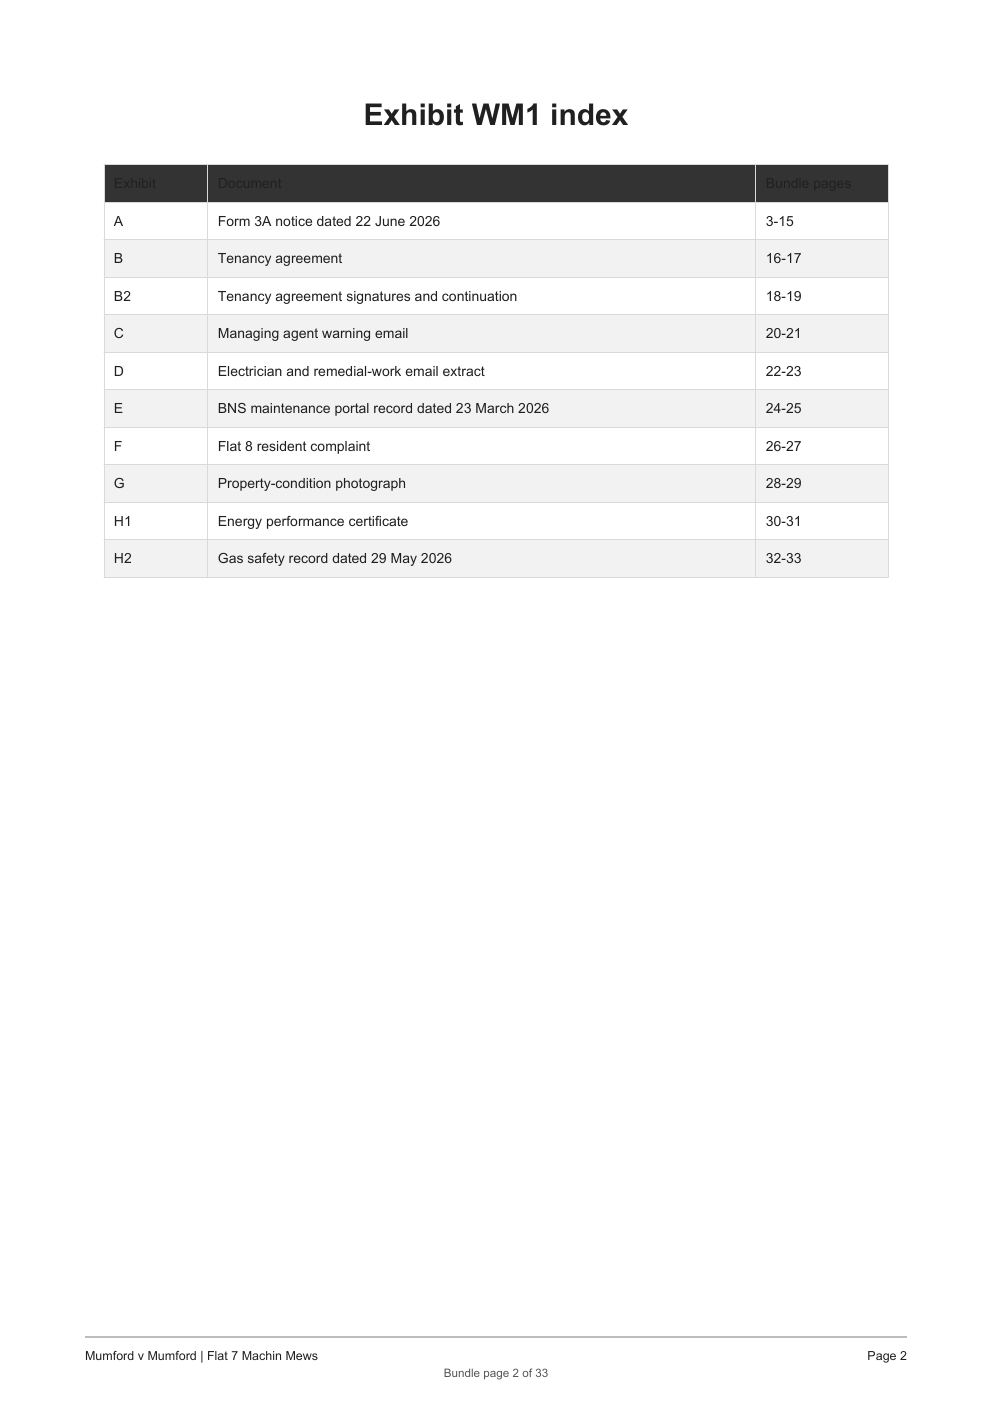 Exhibit WM1 index
Exhibit Document Bundle pages
A Form 3A notice dated 22 June 2026 3-15
B Tenancy agreement 16-17
B2 Tenancy agreement signatures and continuation 18-19
C Managing agent warning email 20-21
D Electrician and remedial-work email extract 22-23
E BNS maintenance portal record dated 23 March 2026 24-25
F Flat 8 resident complaint 26-27
G Property-condition photograph 28-29
H1 Energy performance certificate 30-31
H2 Gas safety record dated 29 May 2026 32-33
Mumford v Mumford | Flat 7 Machin Mews Page 2
Bundle page 2 of 33